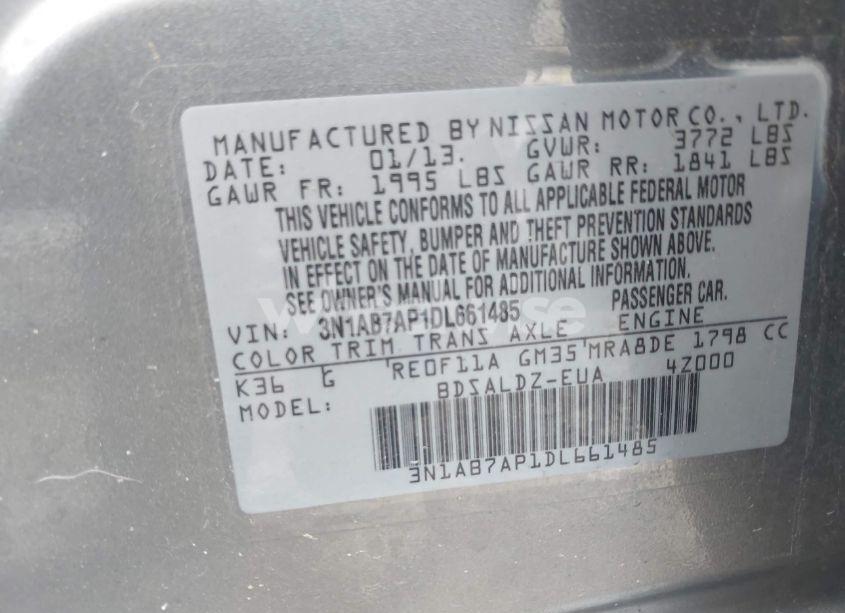 MANUFACTURED BY NISSAN MOTOR CO., LTD.
DATE: 01/13. GVWR: 3772 LBS
GAWR FR: 1995 LBS GAWR RR: 1841 LBS
THIS VEHICLE CONFORMS TO ALL APPLICABLE FEDERAL MOTOR
VEHICLE SAFETY, BUMPER AND THEFT PREVENTION STANDARDS
IN EFFECT ON THE DATE OF MANUFACTURE SHOWN ABOVE.
SEE OWNER'S MANUAL FOR ADDITIONAL INFORMATION.
VIN: 3N1AB7AP1DL661485 PASSENGER CAR.
COLOR TRIM TRANS AXLE ENGINE
K36 G RE0F11A GM35 MRA8DE 1798 CC
MODEL: BDSALDZ-EUA 4Z000
3N1AB7AP1DL661485